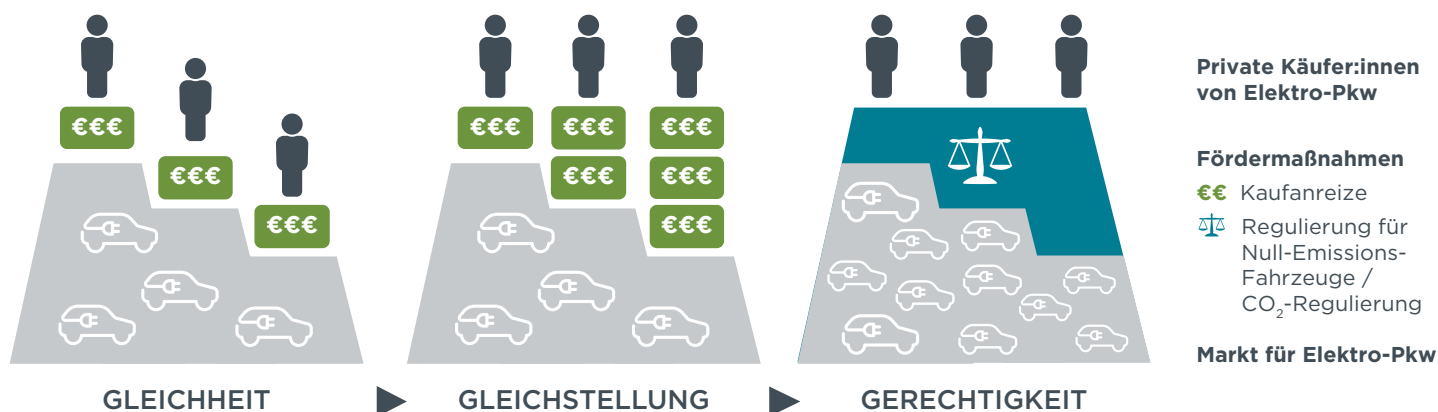 €€€
€€€
€€€
GLEICHHEIT
€€€
€€€
€€€
€€€
€€€
€€€
GLEICHSTELLUNG
GERECHTIGKEIT
Private Käufer:innen
von Elektro-Pkw
Fördermaßnahmen
€€ Kaufanreize
Regulierung für
Null-Emissions-
Fahrzeuge /
CO₂-Regulierung
Markt für Elektro-Pkw